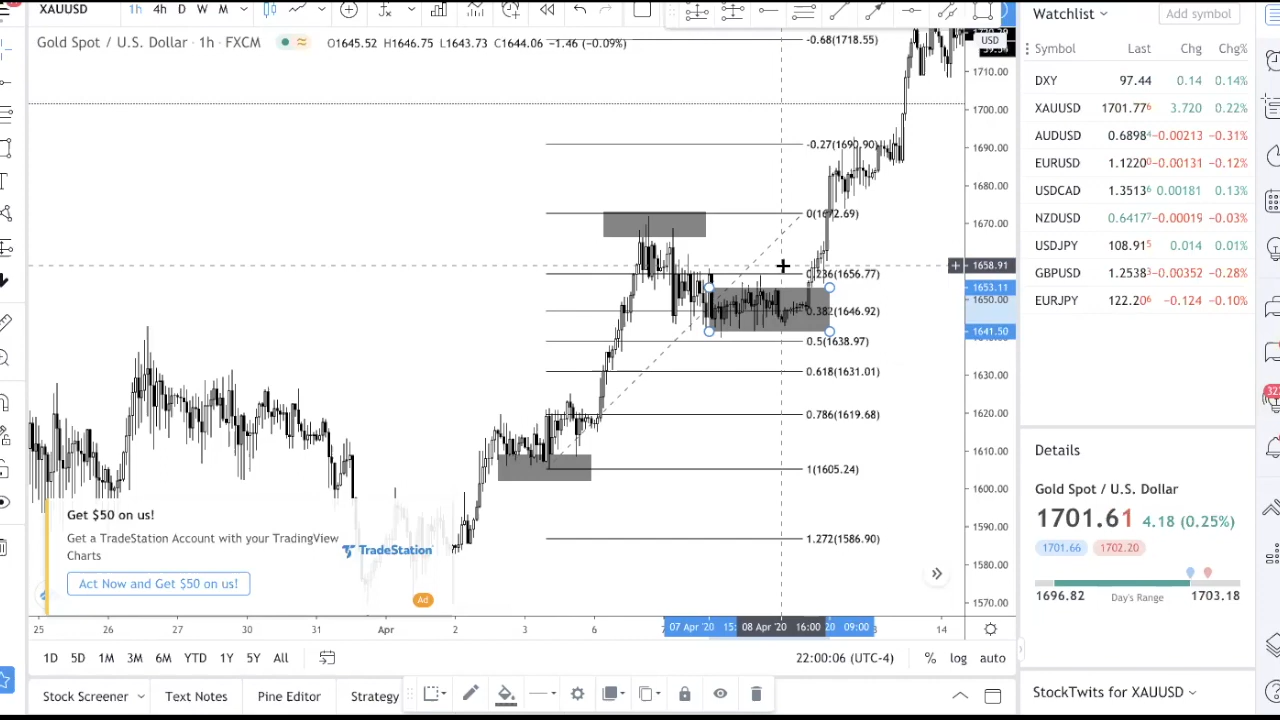 XAUUSD 1h 4h D W M
Gold Spot / U.S. Dollar · 1h · FXCM O1645.52 H1646.75 L1643.73 C1644.06 −1.46 (−0.09%)
USD
-0.68(1718.55)
-0.27(1690.90)
0(1672.69)
0.236(1656.77)
0.382(1646.92)
0.5(1638.97)
0.618(1631.01)
0.786(1619.68)
1(1605.24)
1.272(1586.90)
1710.00
1700.00
1690.00
1680.00
1670.00
1658.91
1653.11
1650.00
1641.50
1630.00
1620.00
1610.00
1600.00
1590.00
1580.00
1570.00
Get $50 on us!
Get a TradeStation Account with your TradingView
Charts
TradeStation
Act Now and Get $50 on us!
Ad
25 26 27 30 31 Apr 2 3 6 07 Apr '20 15: 08 Apr '20 16:00 20 09:00 14
1D 5D 1M 3M 6M YTD 1Y 5Y All 22:00:06 (UTC-4) % log auto
Stock Screener Text Notes Pine Editor Strategy
Watchlist Add symbol
Symbol Last Chg Chg%
DXY 97.44 0.14 0.14%
XAUUSD 1701.776 3.720 0.22%
AUDUSD 0.68984 −0.00213 −0.31%
EURUSD 1.12200 −0.00131 −0.12%
USDCAD 1.35136 0.00181 0.13%
NZDUSD 0.64177 −0.00019 −0.03%
USDJPY 108.915 0.014 0.01%
GBPUSD 1.25383 −0.00352 −0.28%
EURJPY 122.206 −0.124 −0.10%
Details
Gold Spot / U.S. Dollar
1701.61 4.18 (0.25%)
1701.66 1702.20
1696.82 Day's Range 1703.18
StockTwits for XAUUSD